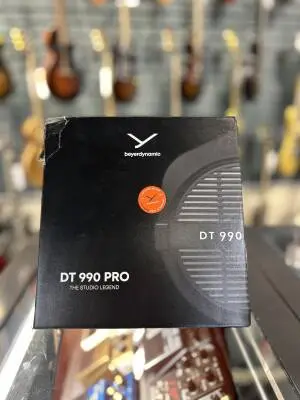 beyerdynamic
DT 990
DT 990 PRO
THE STUDIO LEGEND